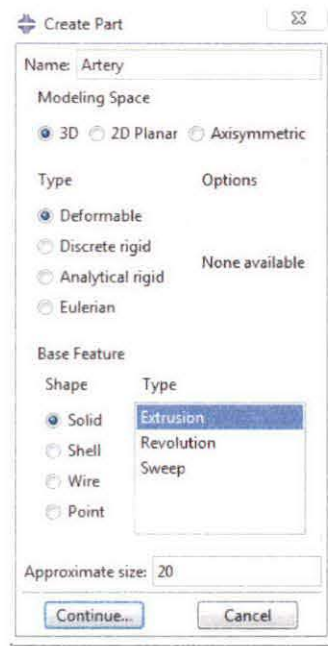 Create Part
Name: Artery
Modeling Space
3D 2D Planar Axisymmetric
Type Options
Deformable
Discrete rigid
None available
Analytical rigid
Eulerian
Base Feature
Shape Type
Solid Extrusion
Shell Revolution
Wire Sweep
Point
Approximate size: 20
Continue... Cancel